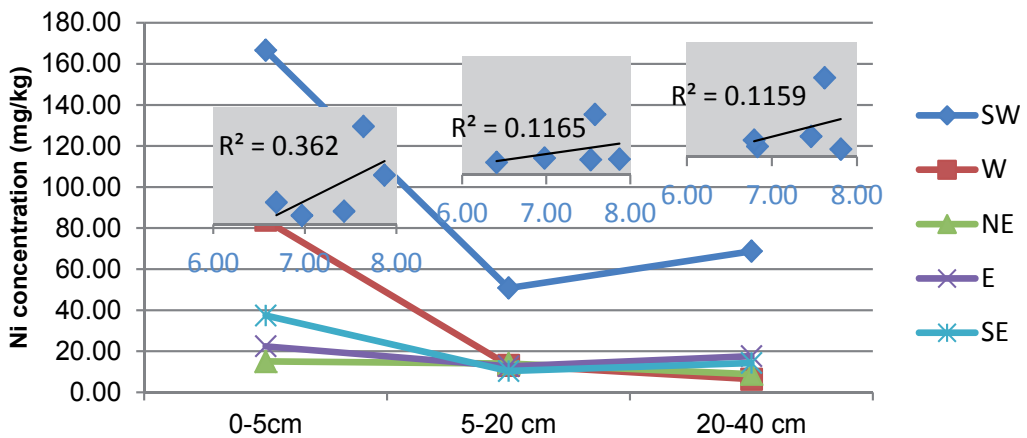 Ni concentration (mg/kg)
180.00
160.00
140.00
120.00
100.00
80.00
60.00
40.00
20.00
0.00
R² = 0.362
6.00 7.00 8.00
R² = 0.1165
6.00 7.00 8.00
R² = 0.1159
6.00 7.00 8.00
0-5cm 5-20 cm 20-40 cm
SW
W
NE
E
SE